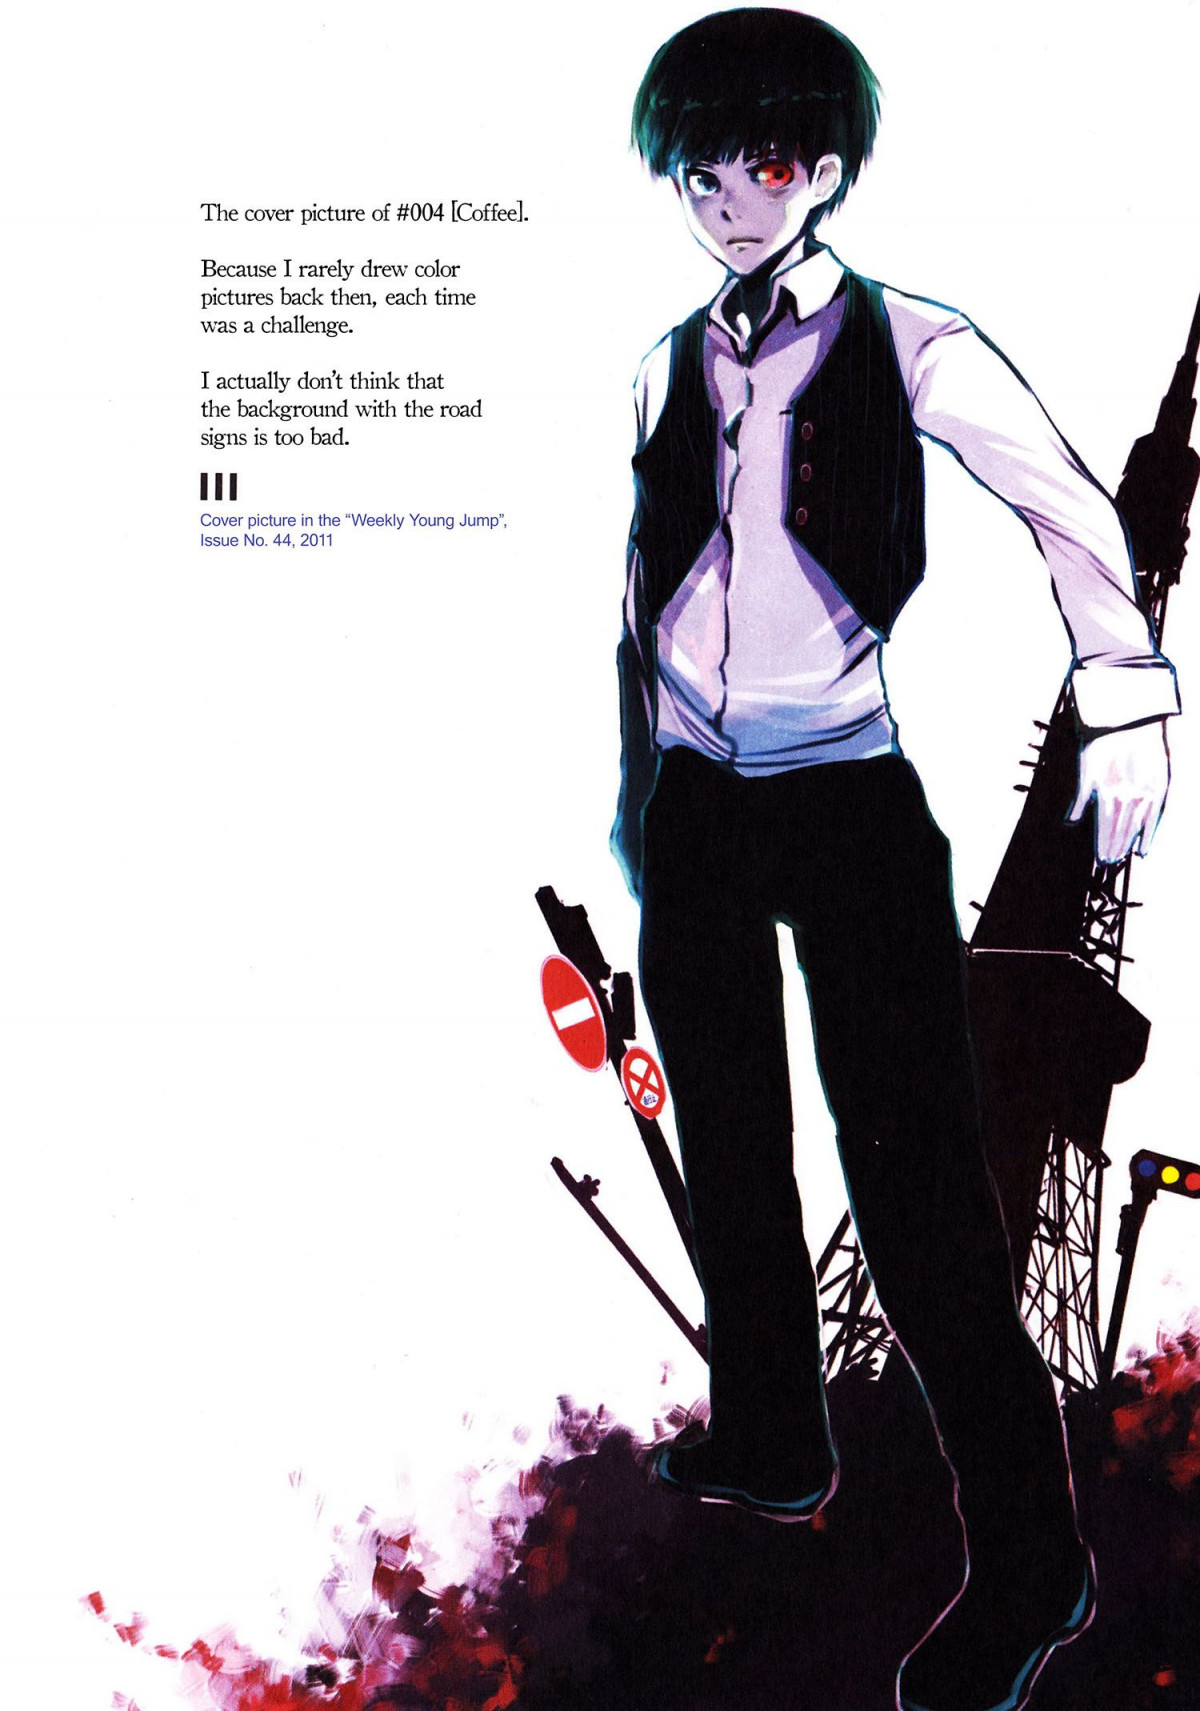 The cover picture of #004 [Coffee].
Because I rarely drew color
pictures back then, each time
was a challenge.
I actually don't think that
the background with the road
signs is too bad.
III
Cover picture in the “Weekly Young Jump”,
Issue No. 44, 2011